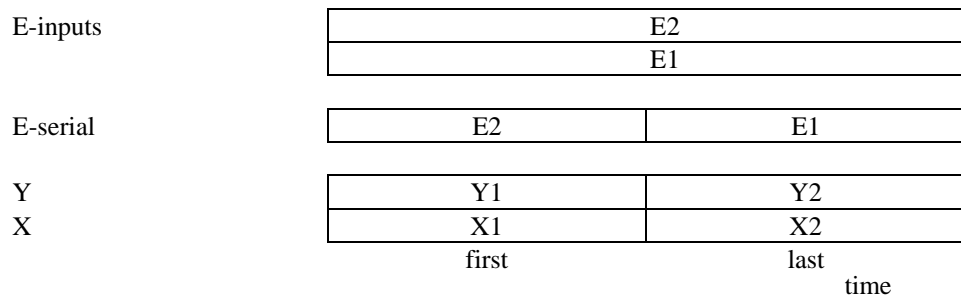 E-inputs E2
E1
E-serial E2 E1
Y Y1 Y2
X X1 X2
first last
time